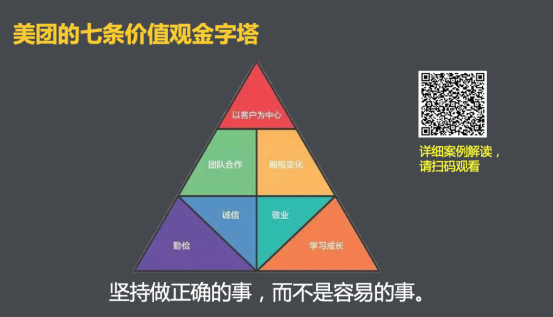 美团的七条价值观金字塔
以客户为中心
团队合作
拥抱变化
诚信
敬业
勤俭
学习成长
详细案例解读，
请扫码观看
坚持做正确的事，而不是容易的事。